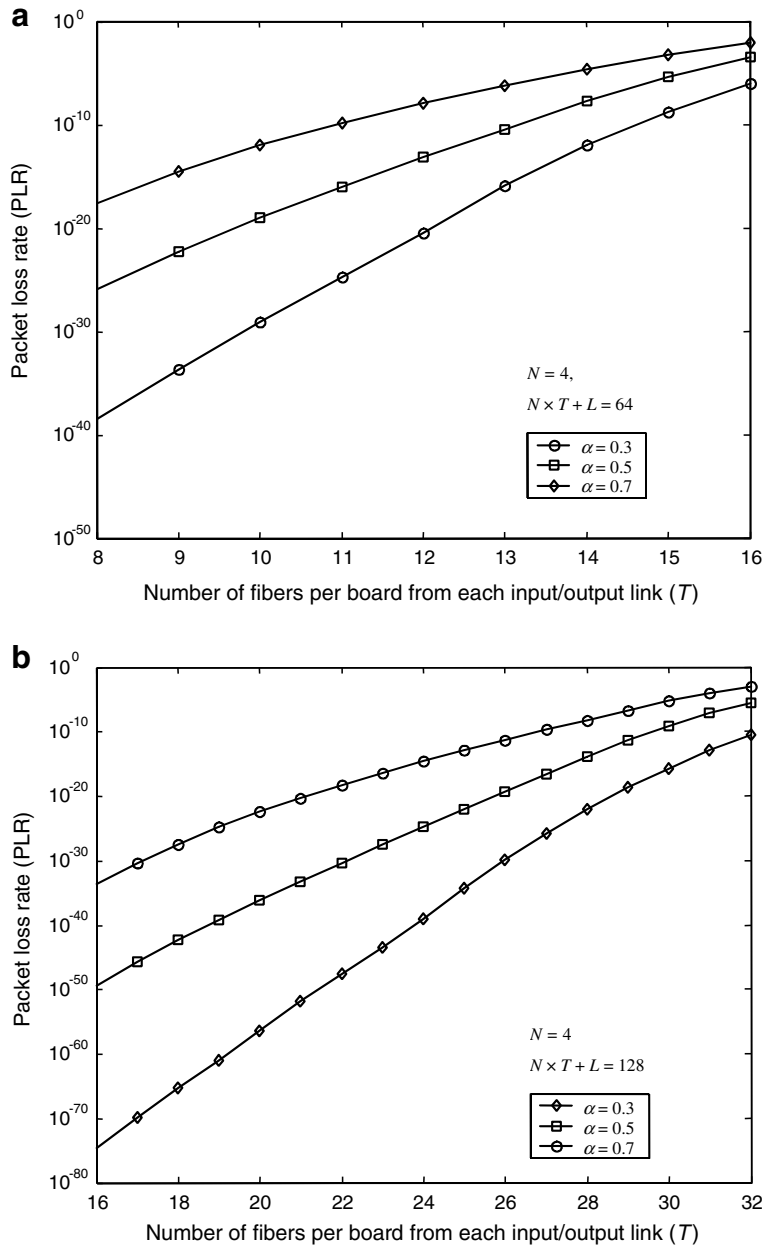 a
10^0
10^-10
10^-20
10^-30
10^-40
10^-50
Packet loss rate (PLR)
N = 4,
N × T + L = 64
α = 0.3
α = 0.5
α = 0.7
8 9 10 11 12 13 14 15 16
Number of fibers per board from each input/output link (T)
b
10^0
10^-10
10^-20
10^-30
10^-40
10^-50
10^-60
10^-70
10^-80
Packet loss rate (PLR)
N = 4
N × T + L = 128
α = 0.3
α = 0.5
α = 0.7
16 18 20 22 24 26 28 30 32
Number of fibers per board from each input/output link (T)